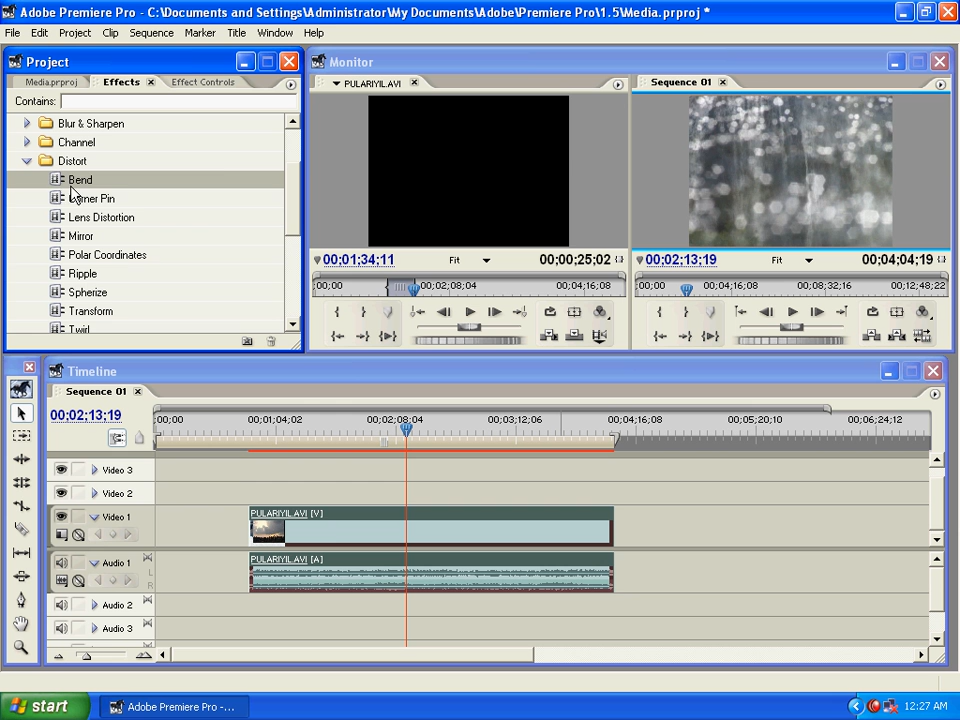 Adobe Premiere Pro - C:\Documents and Settings\Administrator\My Documents\Adobe\Premiere Pro\1.5\Media.prproj *
File Edit Project Clip Sequence Marker Title Window Help
Project
Media.prproj Effects Effect Controls
Contains:
Blur & Sharpen
Channel
Distort
Bend
Corner Pin
Lens Distortion
Mirror
Polar Coordinates
Ripple
Spherize
Transform
Twirl
Monitor
PULARIYIL.AVI
Sequence 01
00;01;34;11 Fit 00;00;25;02
00;02;13;19 Fit 00;04;04;19
00;00 00;02;08;04 00;04;16;08
00;00 00;04;16;08 00;08;32;16 00;12;48;22
Timeline
Sequence 01
00;02;13;19
00;00 00;01;04;02 00;02;08;04 00;03;12;06 00;04;16;08 00;05;20;10 00;06;24;12
Video 3
Video 2
Video 1
PULARIYIL.AVI [V]
Audio 1
PULARIYIL.AVI [A]
L
R
Audio 2
Audio 3
start
Adobe Premiere Pro -...
12:27 AM